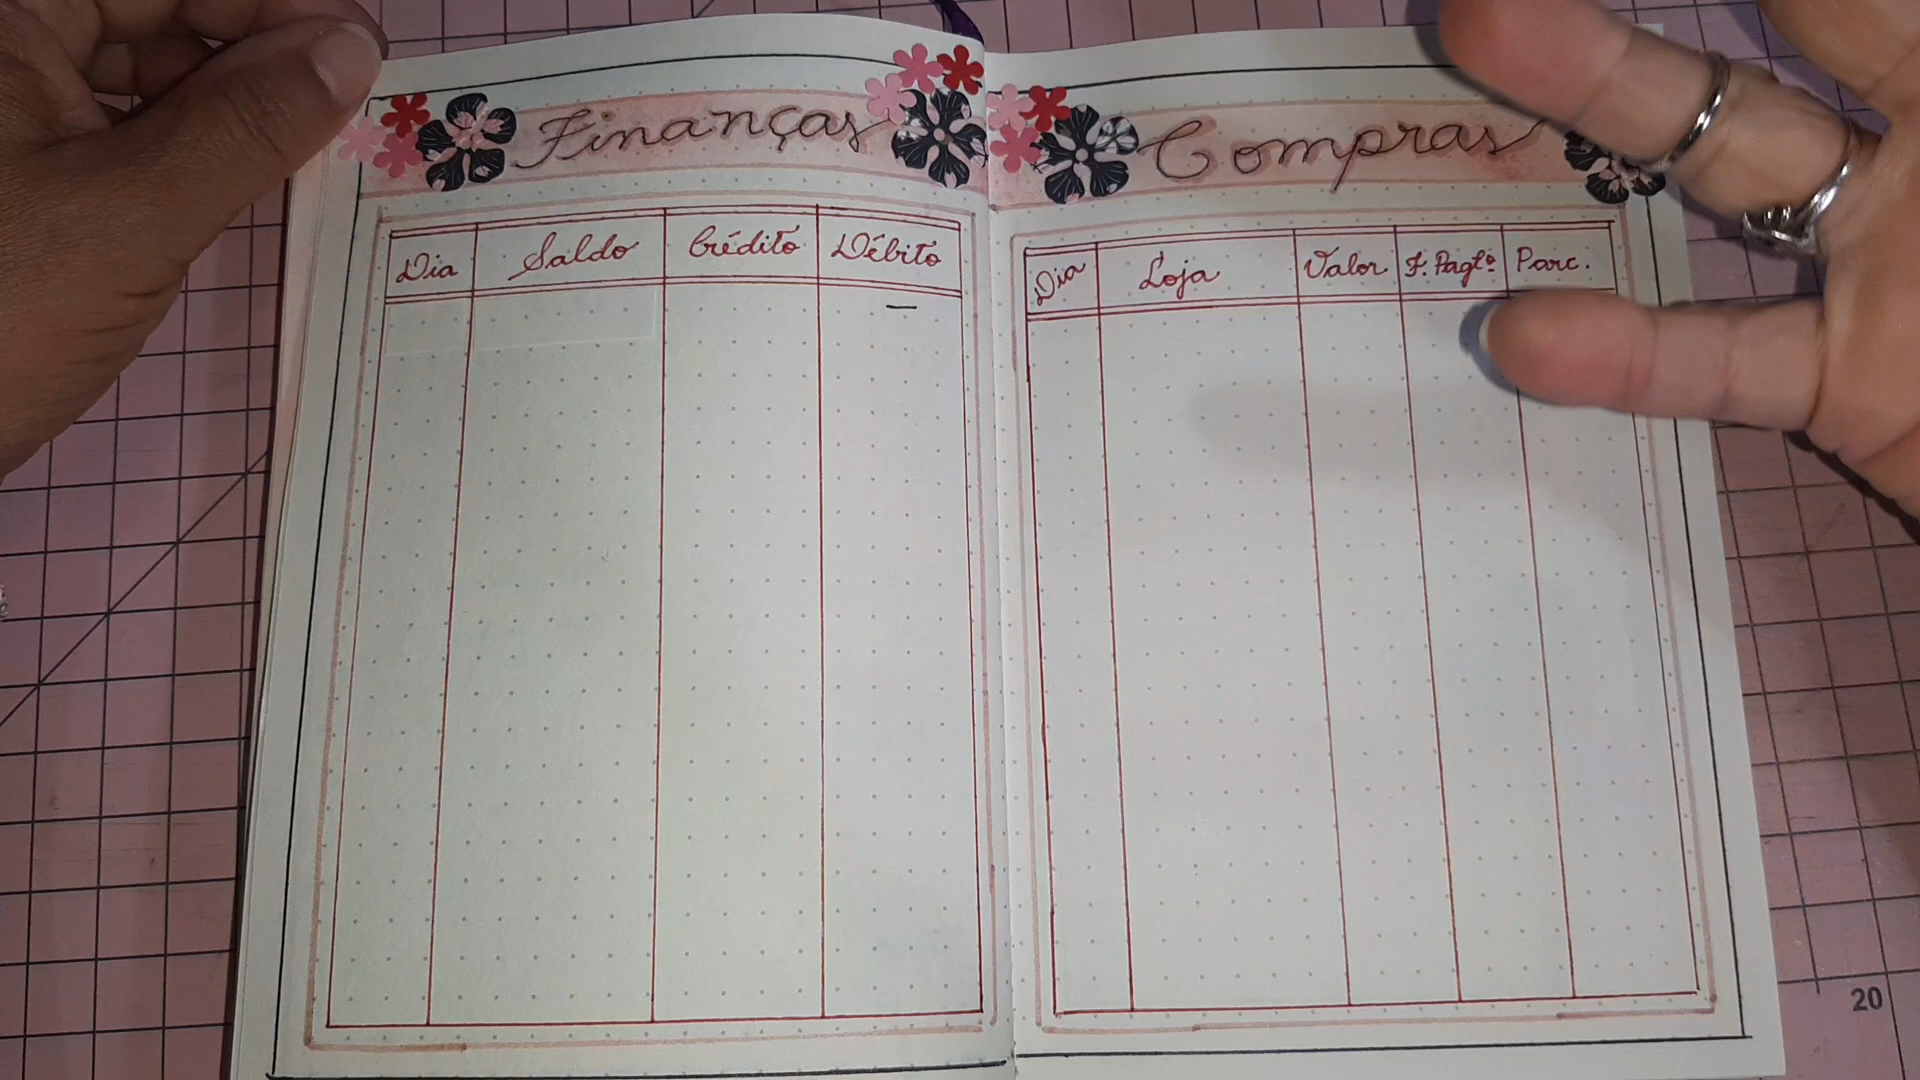 Finanças
Dia Saldo Crédito Débito
Compras
Dia Loja Valor F. Pagtº Parc.
20